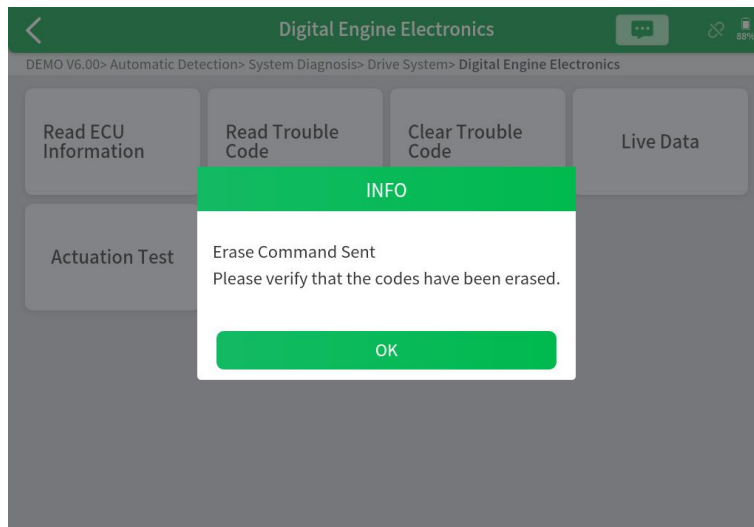 Digital Engine Electronics
88%
DEMO V6.00> Automatic Detection> System Diagnosis> Drive System> Digital Engine Electronics
Read ECU
Information
Read Trouble
Code
Clear Trouble
Code
Live Data
Actuation Test
INFO
Erase Command Sent
Please verify that the codes have been erased.
OK